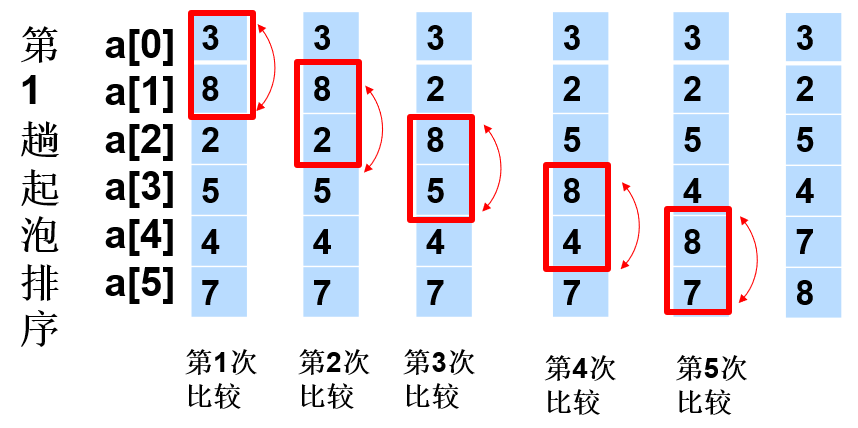 第1趟起泡排序
a[0] 3 3 3 3 3 3
a[1] 8 8 2 2 2 2
a[2] 2 2 8 5 5 5
a[3] 5 5 5 8 4 4
a[4] 4 4 4 4 8 7
a[5] 7 7 7 7 7 8
第1次 第2次 第3次 第4次 第5次
比较 比较 比较 比较 比较